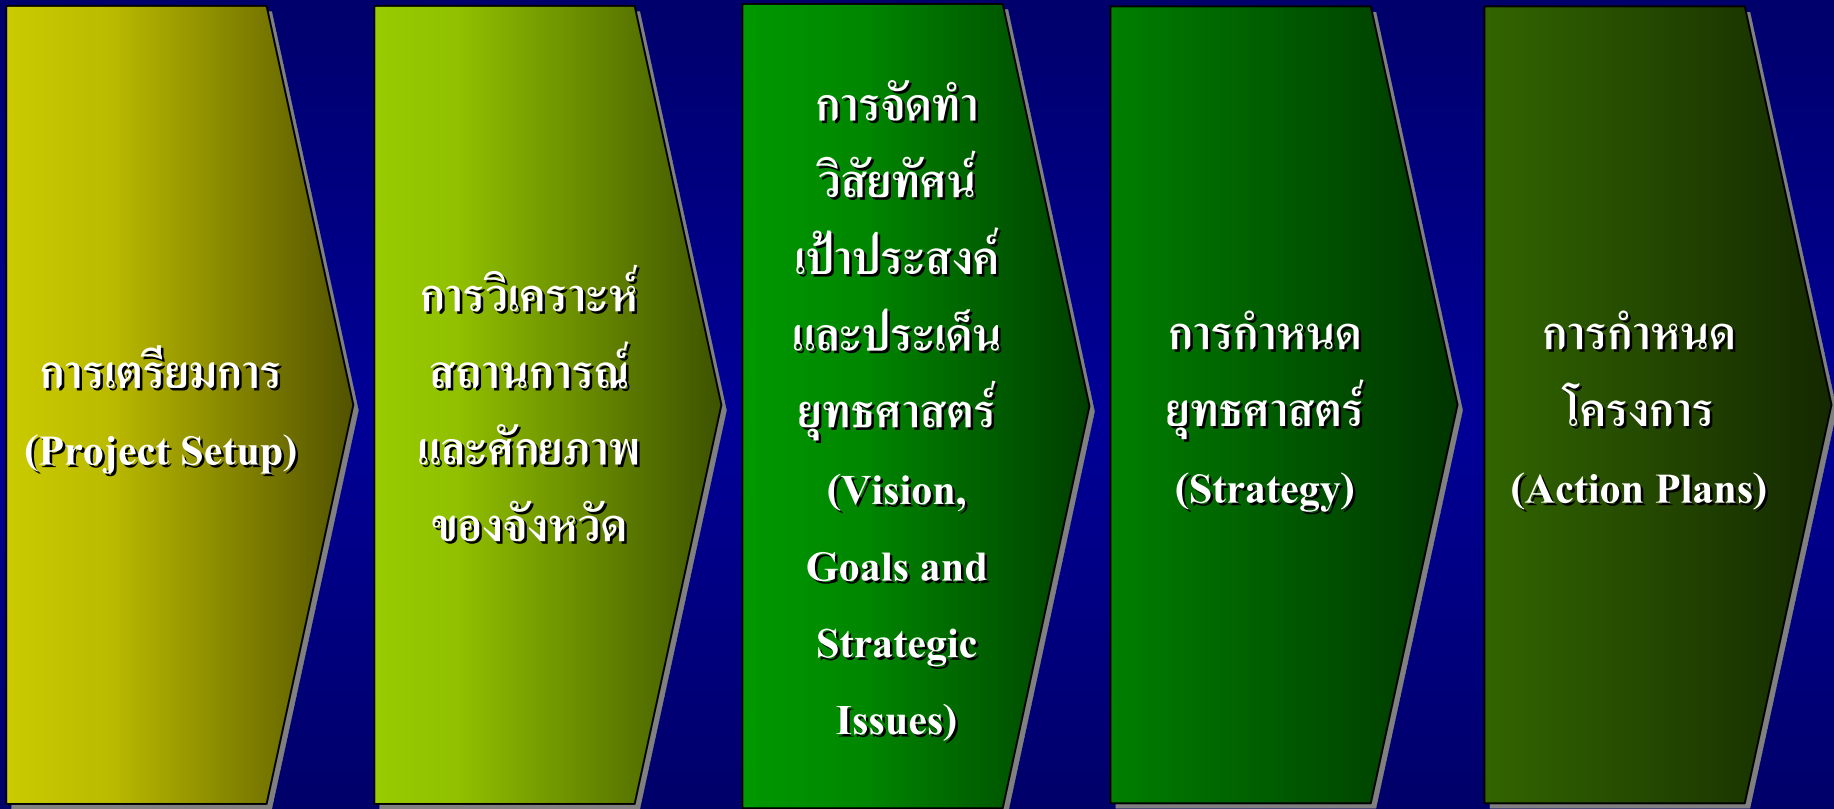 การเตรียมการ
(Project Setup)
การวิเคราะห์
สถานการณ์
และศักยภาพ
ของจังหวัด
การจัดทำ
วิสัยทัศน์
เป้าประสงค์
และประเด็น
ยุทธศาสตร์
(Vision,
Goals and
Strategic
Issues)
การกำหนด
ยุทธศาสตร์
(Strategy)
การกำหนด
โครงการ
(Action Plans)